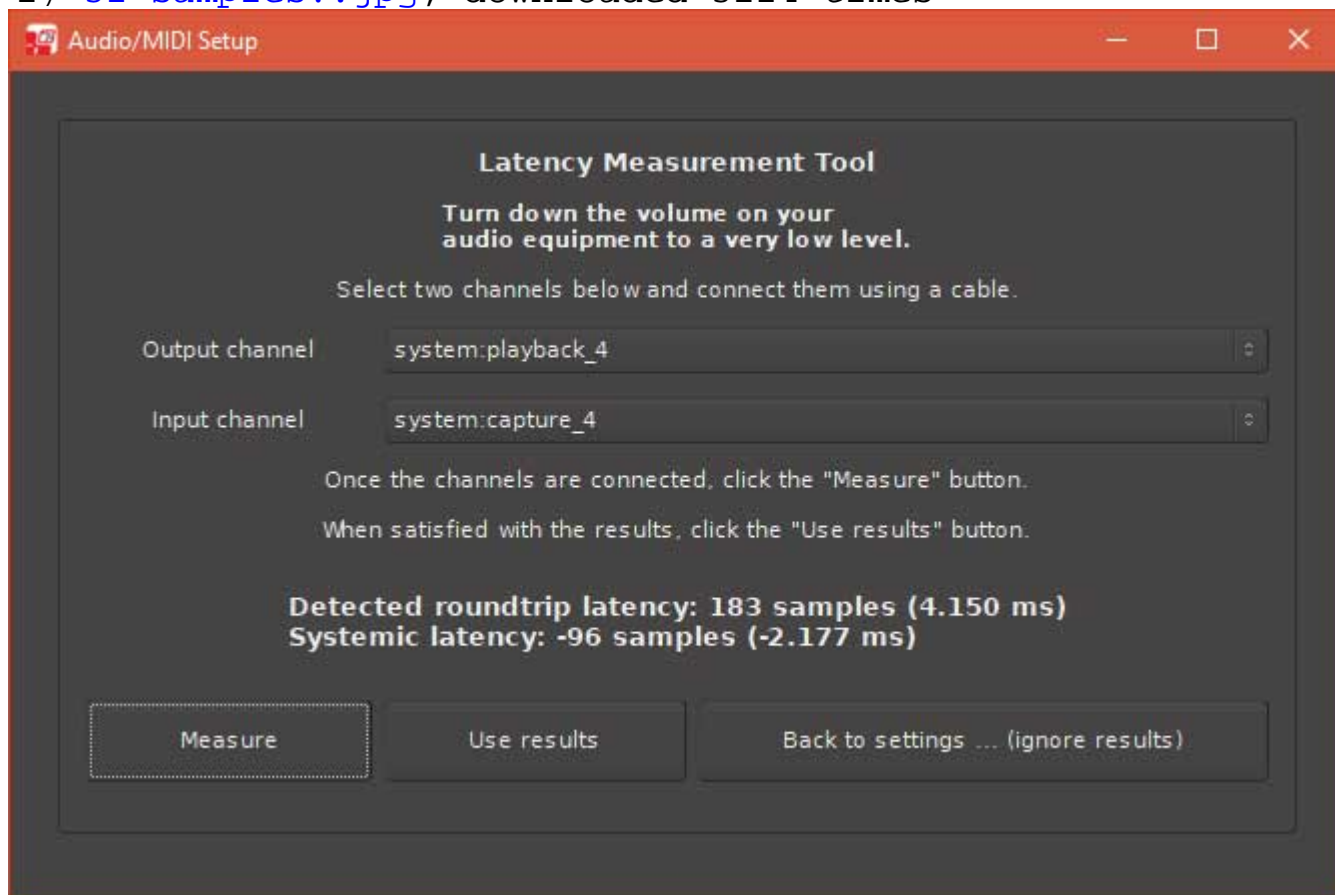 Audio/MIDI Setup
Latency Measurement Tool
Turn down the volume on your
audio equipment to a very low level.
Select two channels below and connect them using a cable.
Output channel system:playback_4
Input channel system:capture_4
Once the channels are connected, click the "Measure" button.
When satisfied with the results, click the "Use results" button.
Detected roundtrip latency: 183 samples (4.150 ms)
Systemic latency: -96 samples (-2.177 ms)
Measure Use results Back to settings ... (ignore results)